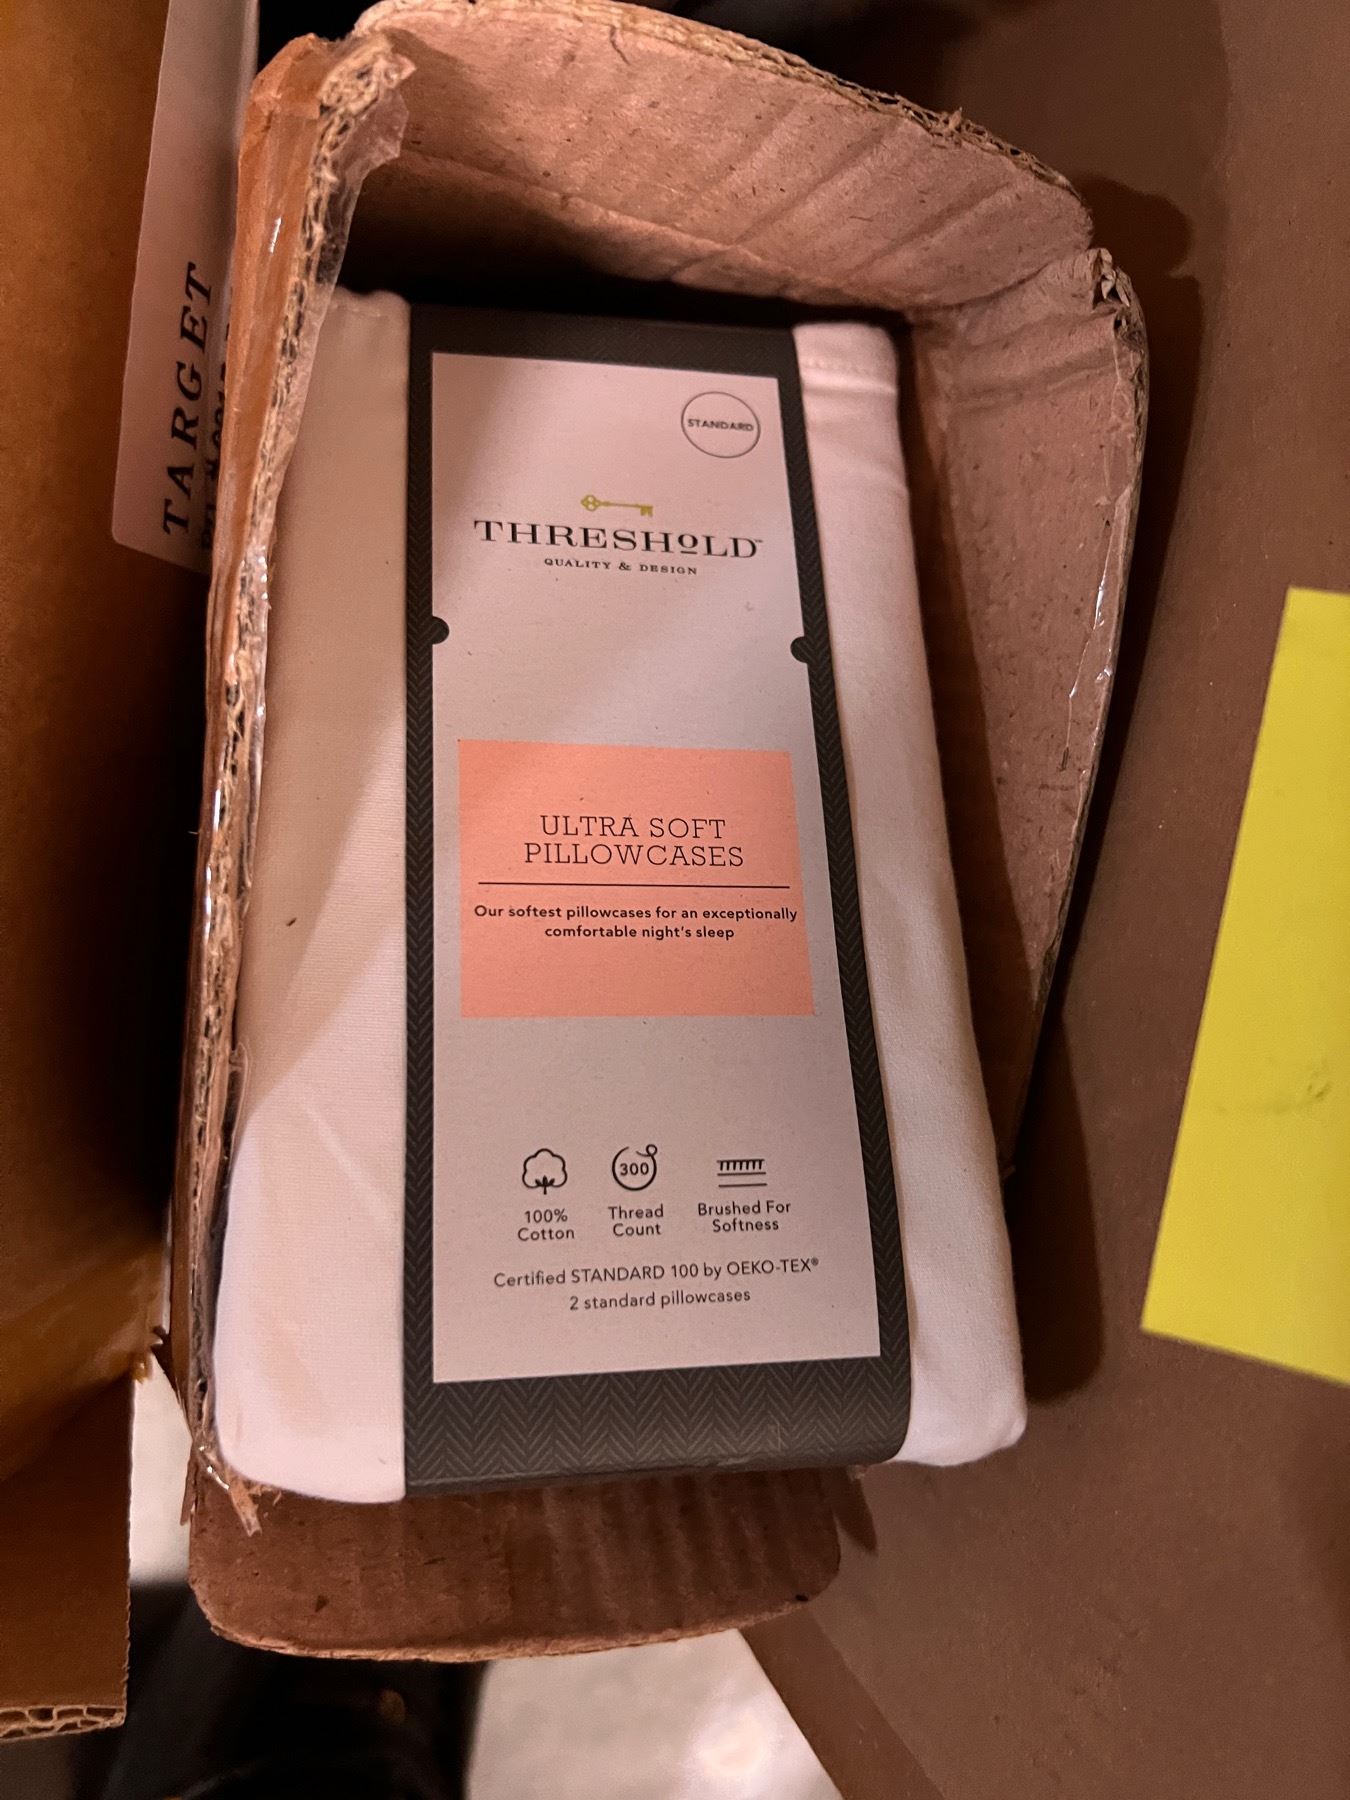 TARGET
STANDARD
THRESHOLD™
QUALITY & DESIGN
ULTRA SOFT
PILLOWCASES
Our softest pillowcases for an exceptionally
comfortable night's sleep
300
100%
Cotton
Thread
Count
Brushed For
Softness
Certified STANDARD 100 by OEKO-TEX®
2 standard pillowcases